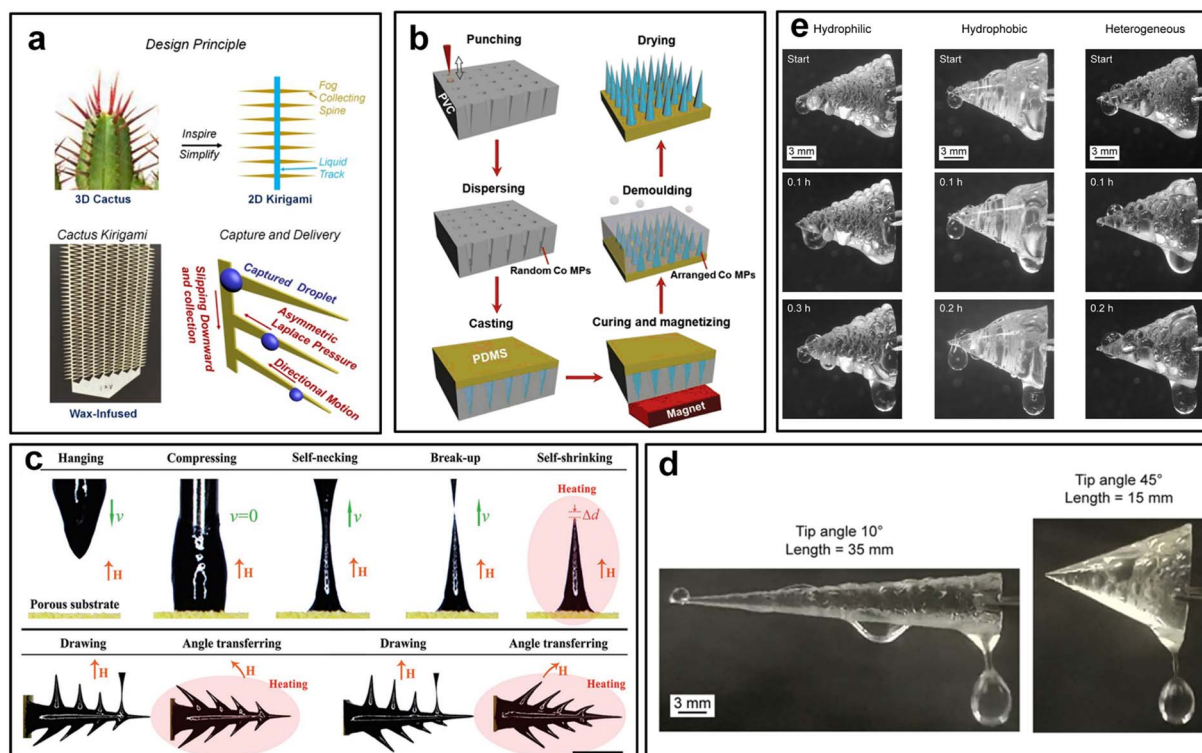 a
Design Principle
Fog
Collecting
Spine
Inspire
Simplify
Liquid
Track
3D Cactus
2D Kirigami
Cactus Kirigami
Capture and Delivery
Slipping Downward
and collection
Captured Droplet
Asymmetric
Laplace Pressure
Directional Motion
Wax-Infused
b
Punching
Drying
PVC
Dispersing
Demoulding
Random Co MPs
Arranged Co MPs
Casting
Curing and magnetizing
PDMS
Magnet
e
Hydrophilic
Hydrophobic
Heterogeneous
Start
Start
Start
3 mm
3 mm
3 mm
0.1 h
0.1 h
0.1 h
0.3 h
0.2 h
0.2 h
c
Hanging
Compressing
Self-necking
Break-up
Self-shrinking
Heating
Δd
v
v=0
v
v
H
H
H
H
H
Porous substrate
Drawing
Angle transferring
Drawing
Angle transferring
H
H
H
H
Heating
Heating
d
Tip angle 10°
Length = 35 mm
Tip angle 45°
Length = 15 mm
3 mm